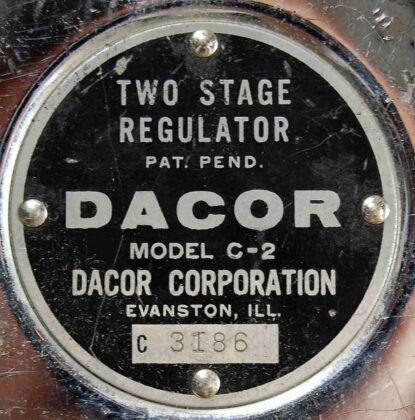 TWO STAGE
REGULATOR
PAT. PEND.
DACOR
MODEL C-2
DACOR CORPORATION
EVANSTON, ILL.
C 3186